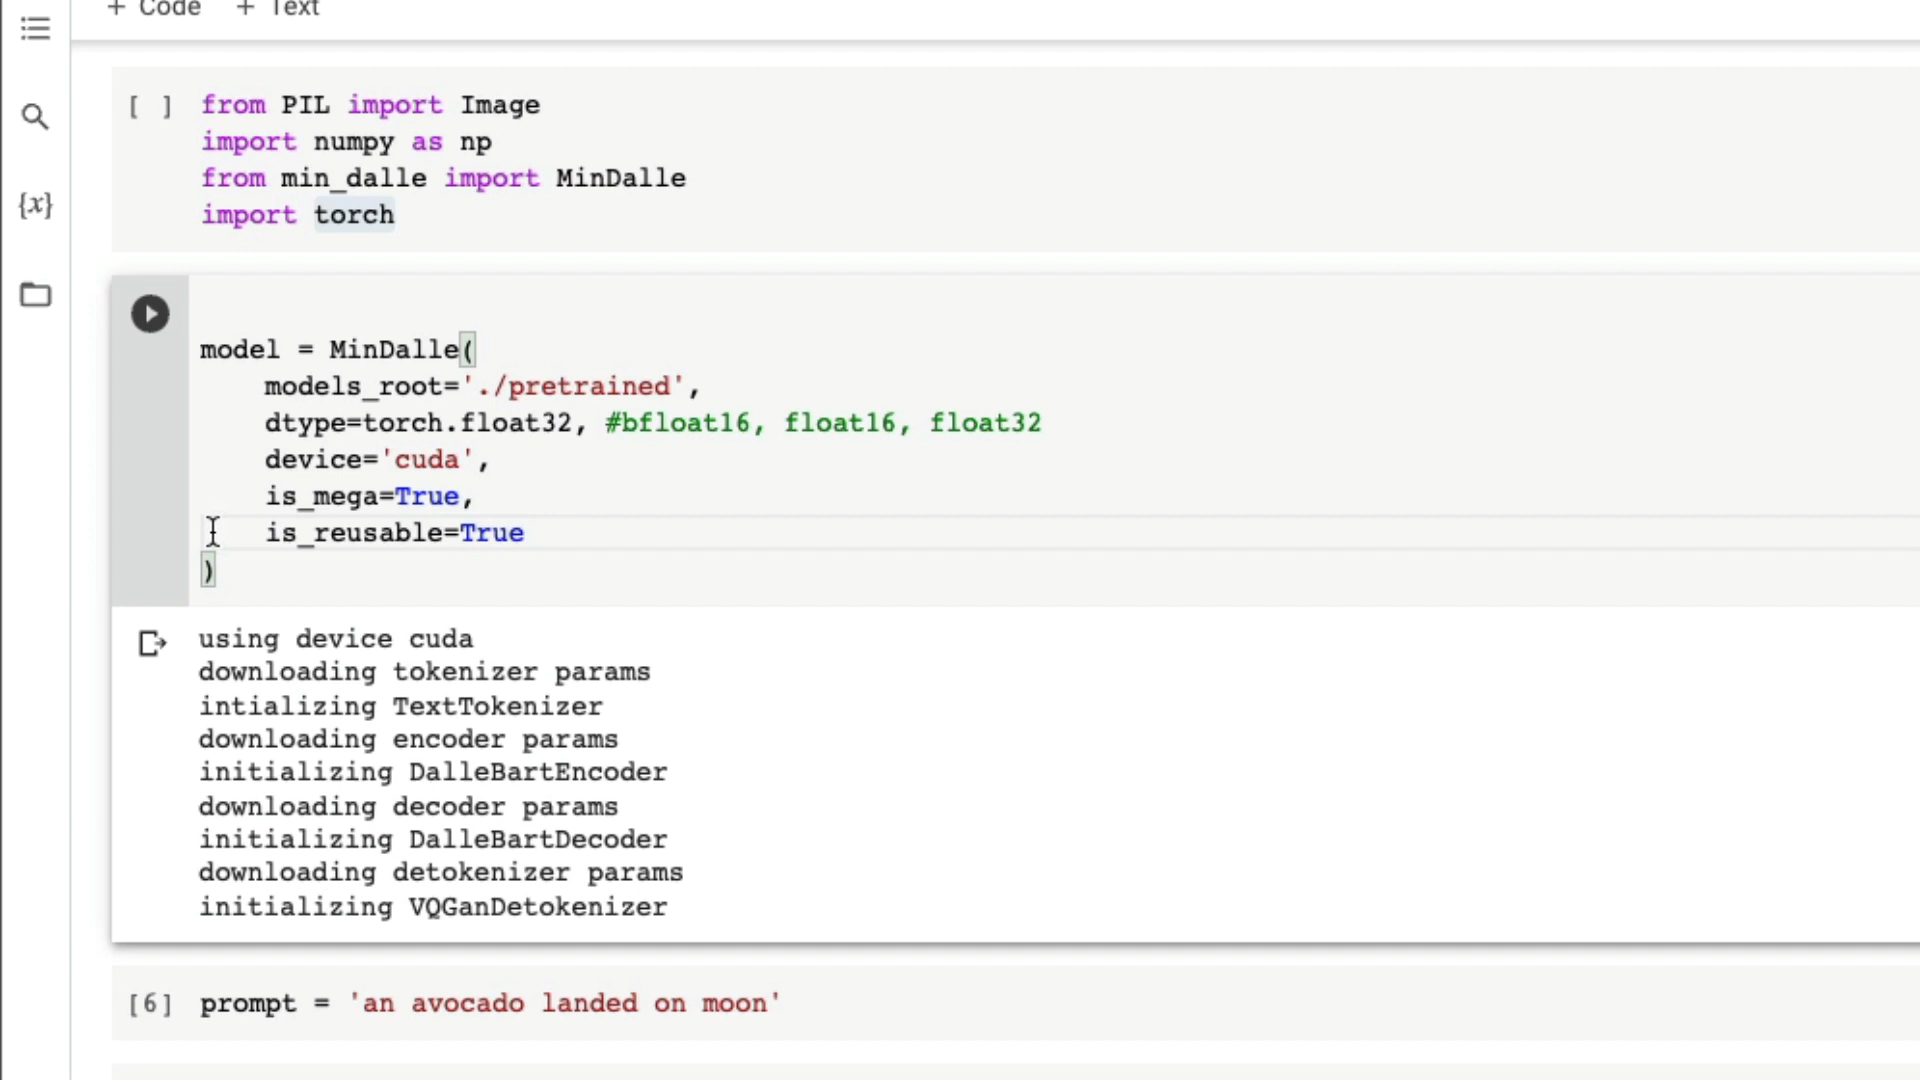 + Code + Text
[ ] from PIL import Image
import numpy as np
from min_dalle import MinDalle
import torch
{x}
model = MinDalle(
models_root='./pretrained',
dtype=torch.float32, #bfloat16, float16, float32
device='cuda',
is_mega=True,
is_reusable=True
)
using device cuda
downloading tokenizer params
intializing TextTokenizer
downloading encoder params
initializing DalleBartEncoder
downloading decoder params
initializing DalleBartDecoder
downloading detokenizer params
initializing VQGanDetokenizer
[6] prompt = 'an avocado landed on moon'